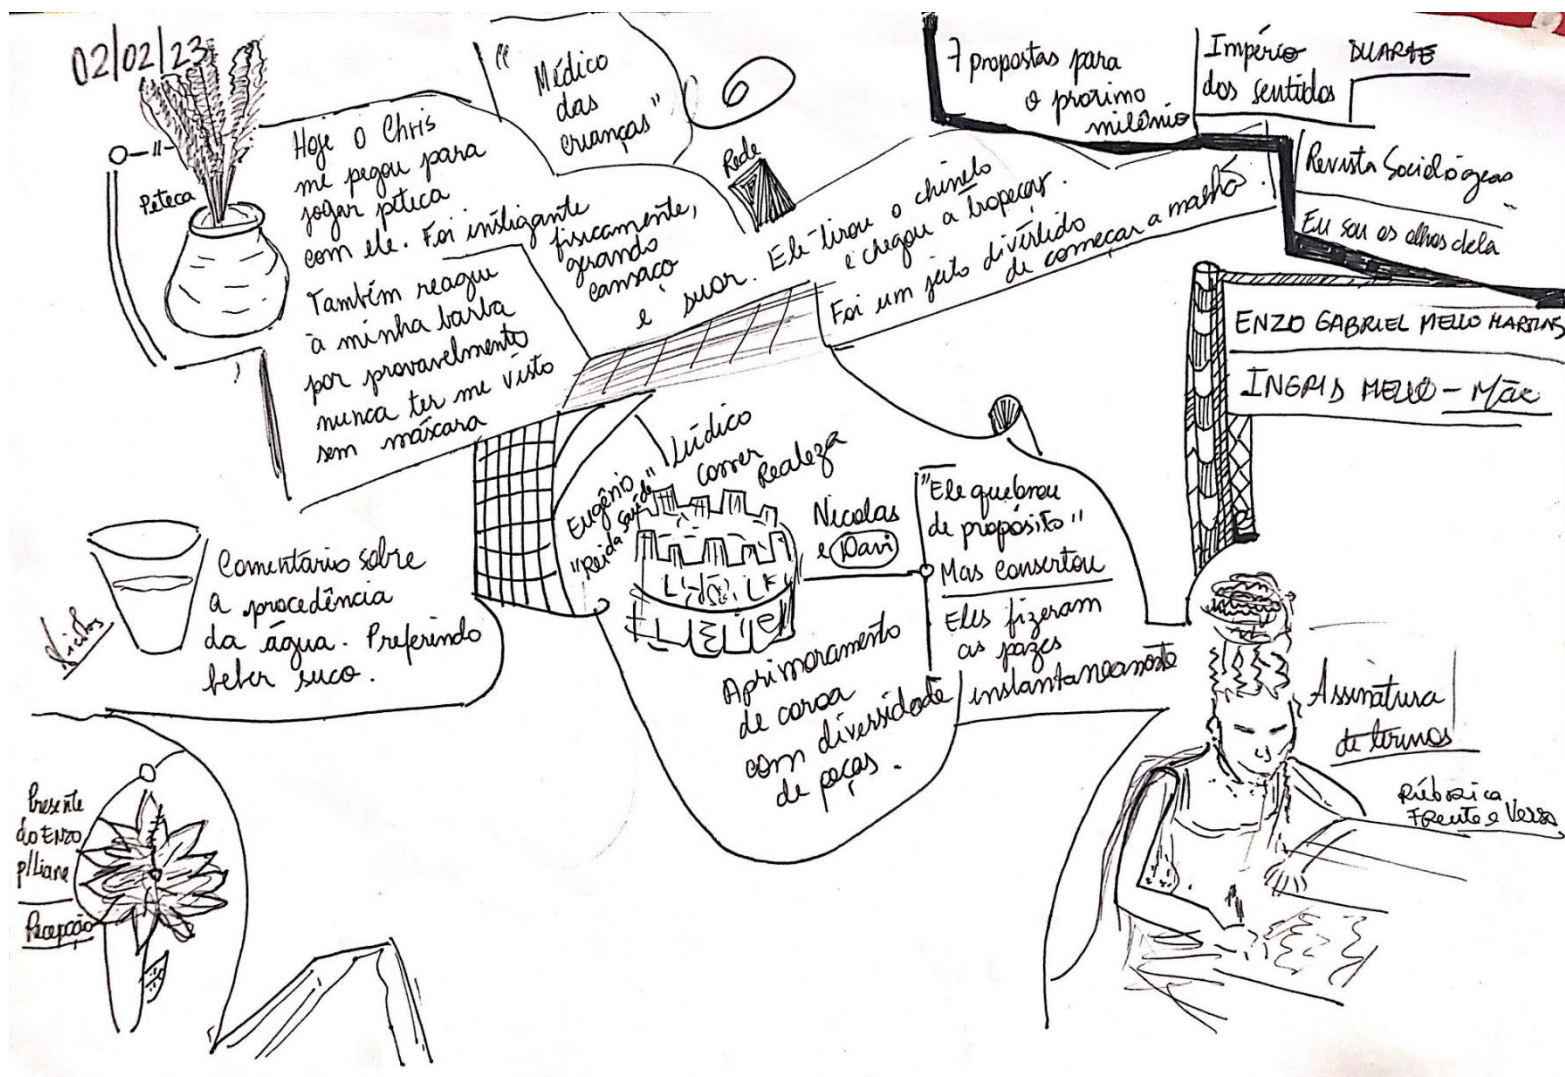 02/02/23
Peteca
Hoje o Chris
me pegou para
jogar peteca
com ele. Foi instigante
fisicamente,
gerando
cansaço
e suor. Ele tirou o chinelo
e chegou a tropeçar.
Foi um jeito divertido
de começar a manhã.
Também reagiu
à minha barba
por provavelmente
nunca ter me visto
sem máscara
"Médico
das
crianças"
Rede
7 propostas para
o proximo
milênio
Império
dos sentidos
DUARTE
Revista Sociológicas
Eu sou os olhos dela
ENZO GABRIEL MELLO MARTINS
INGRID MELLO - Mãe
Eugênio
"Rei da Saúde"
Lúdico
correr
Realeza
Nicolas
e Davi
"Ele quebrou
de propósito"
Mas consertou
Eles fizeram
as pazes
instantaneamente
Aprimoramento
de coroa
com diversidade
de peças.
Nicolas
Comentário sobre
a procedência
da água. Preferindo
beber suco.
Presente
do Enzo
p/Liane
Recepção
Assinatura
de termos
Rúbrica
Frente e Verso